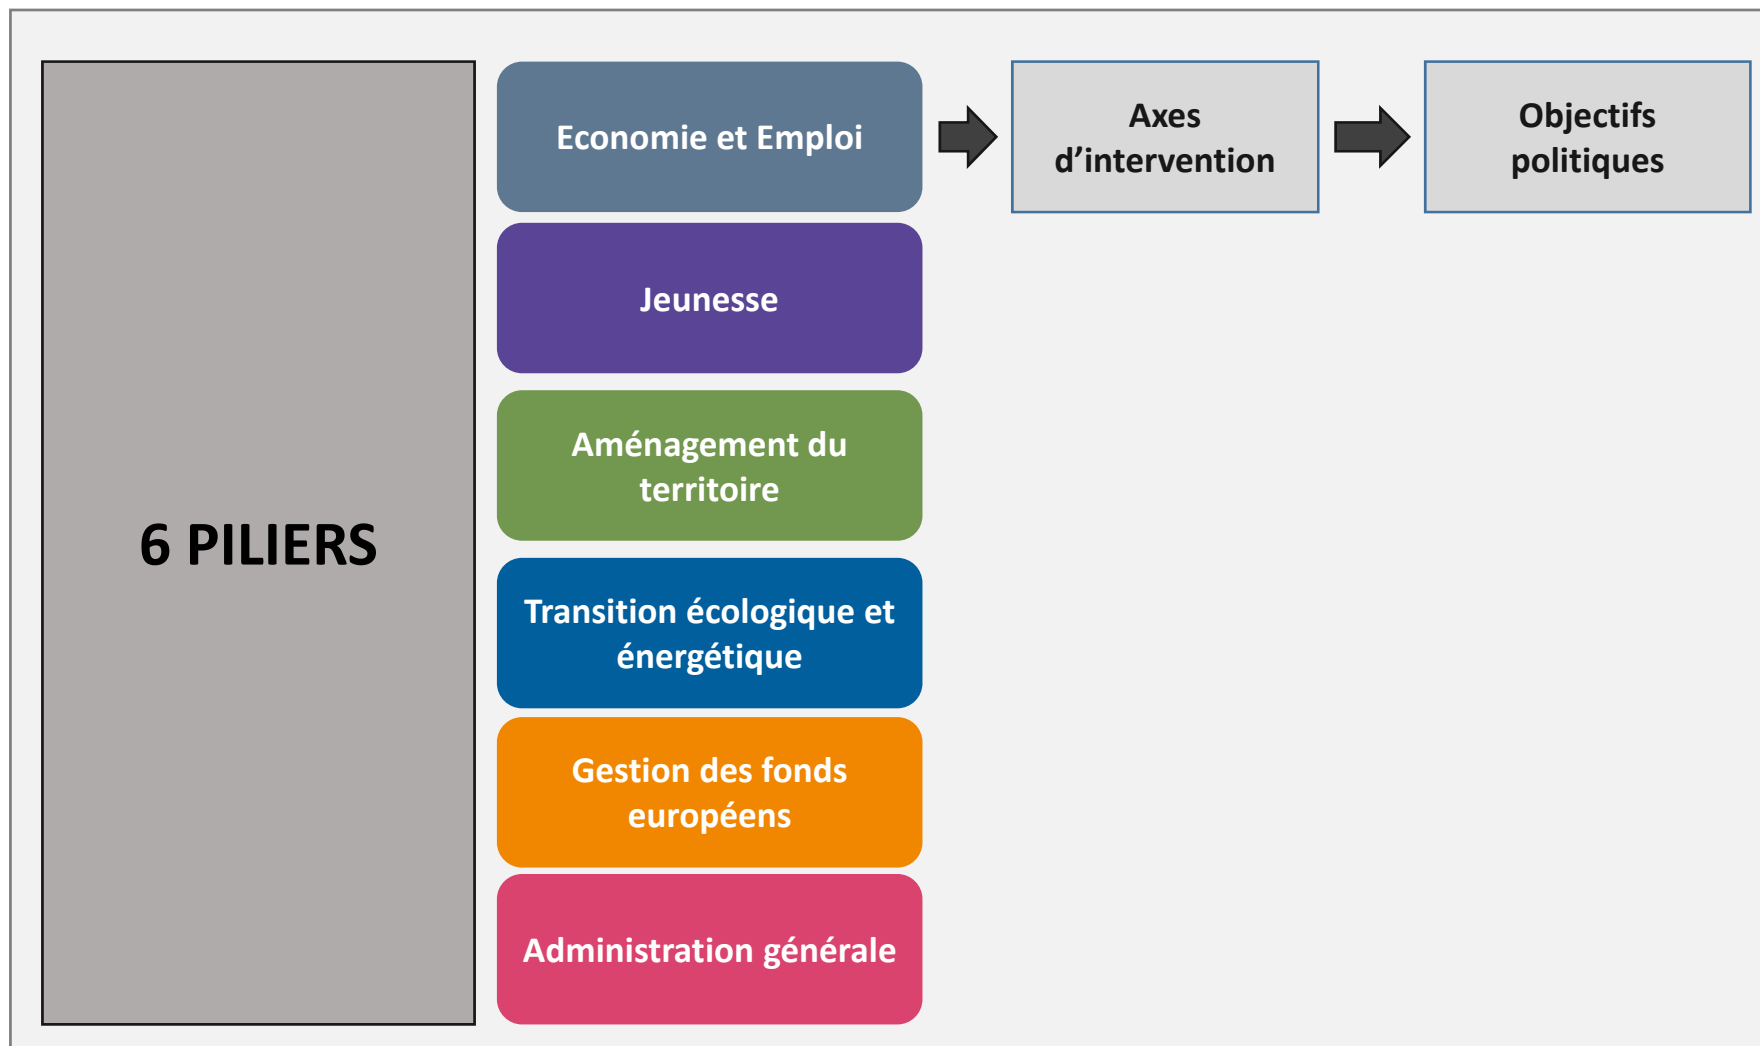 6 PILIERS
Economie et Emploi
Axes
d’intervention
Objectifs
politiques
Jeunesse
Aménagement du
territoire
Transition écologique et
énergétique
Gestion des fonds
européens
Administration générale